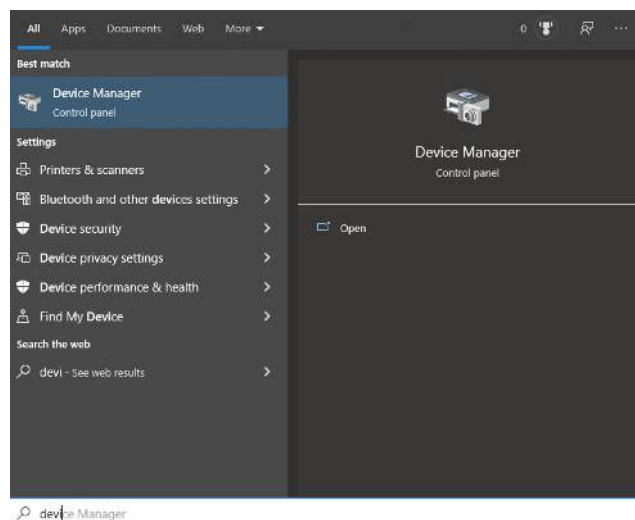 All Apps Documents Web More
0
Best match
Device Manager
Control panel
Settings
Printers & scanners
Bluetooth and other devices settings
Device security
Device privacy settings
Device performance & health
Find My Device
Search the web
devi - See web results
Device Manager
Control panel
Open
device Manager